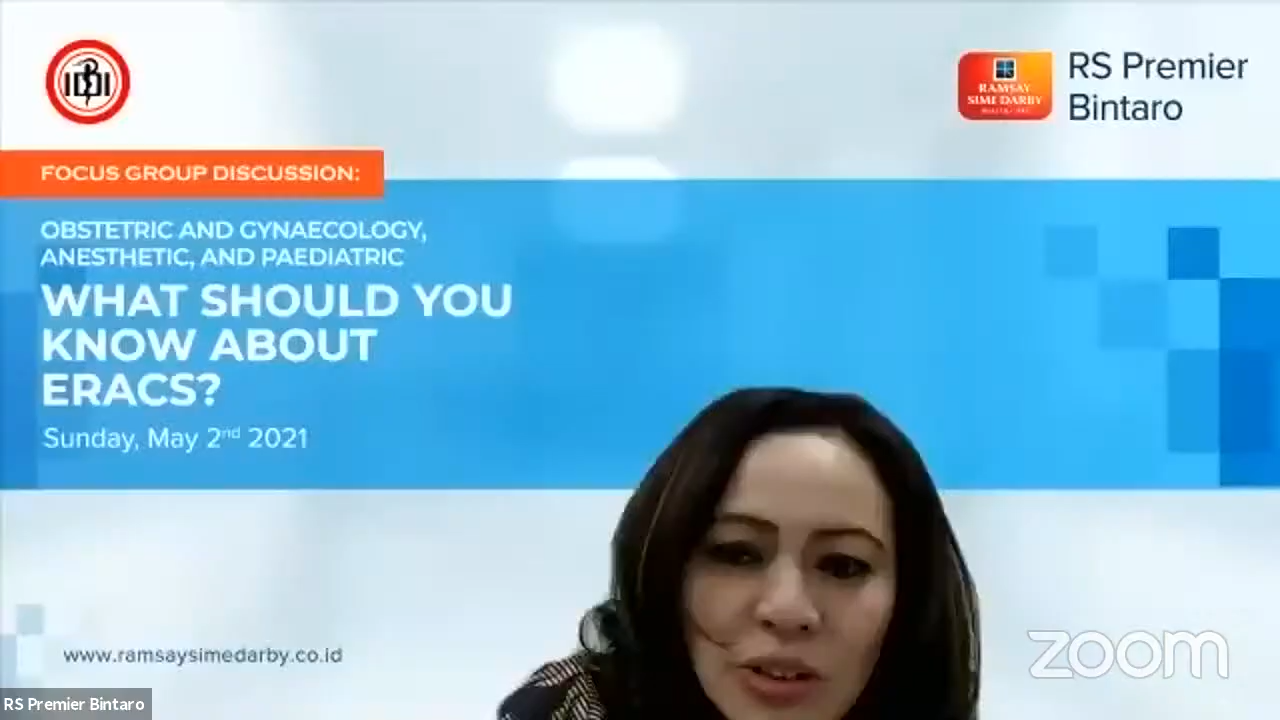 IDI
RAMSAY
SIME DARBY
RS Premier
Bintaro
FOCUS GROUP DISCUSSION:
OBSTETRIC AND GYNAECOLOGY,
ANESTHETIC, AND PAEDIATRIC
WHAT SHOULD YOU
KNOW ABOUT
ERACS?
Sunday, May 2nd 2021
www.ramsaysimedarby.co.id
zoom
RS Premier Bintaro